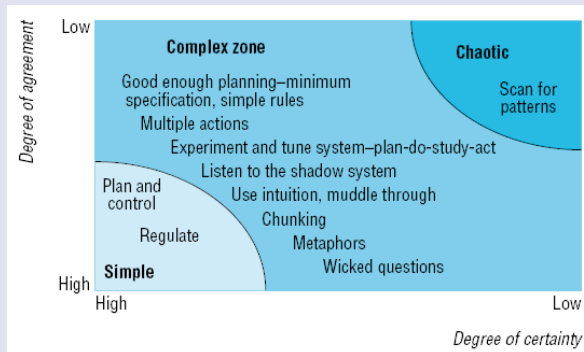 Degree of agreement
Low
High
Complex zone
Good enough planning–minimum
specification, simple rules
Multiple actions
Experiment and tune system–plan-do-study-act
Listen to the shadow system
Use intuition, muddle through
Chunking
Metaphors
Wicked questions
Chaotic
Scan for
patterns
Plan and
control
Regulate
Simple
High
Low
Degree of certainty